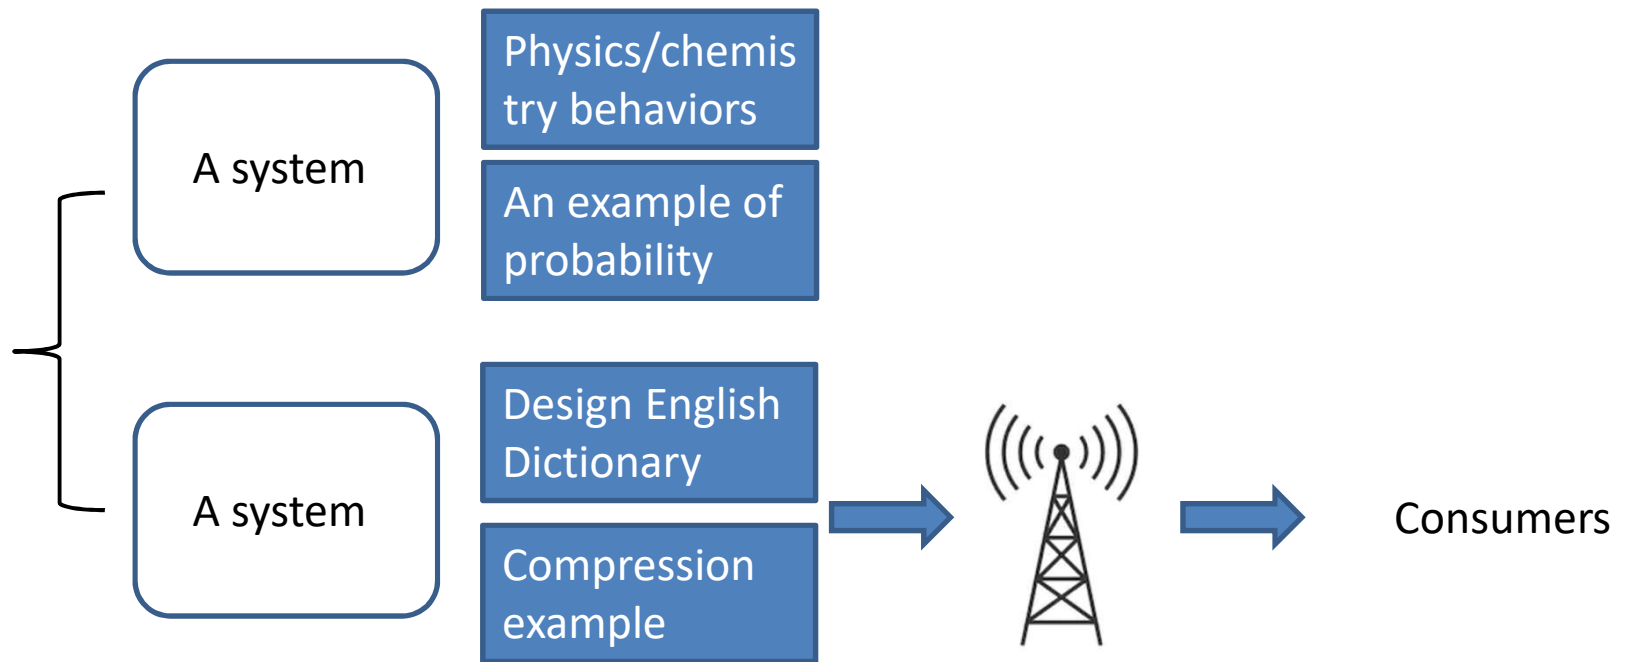 Physics/chemis
try behaviors
A system
An example of
probability
Design English
Dictionary
A system
Compression
example
Consumers